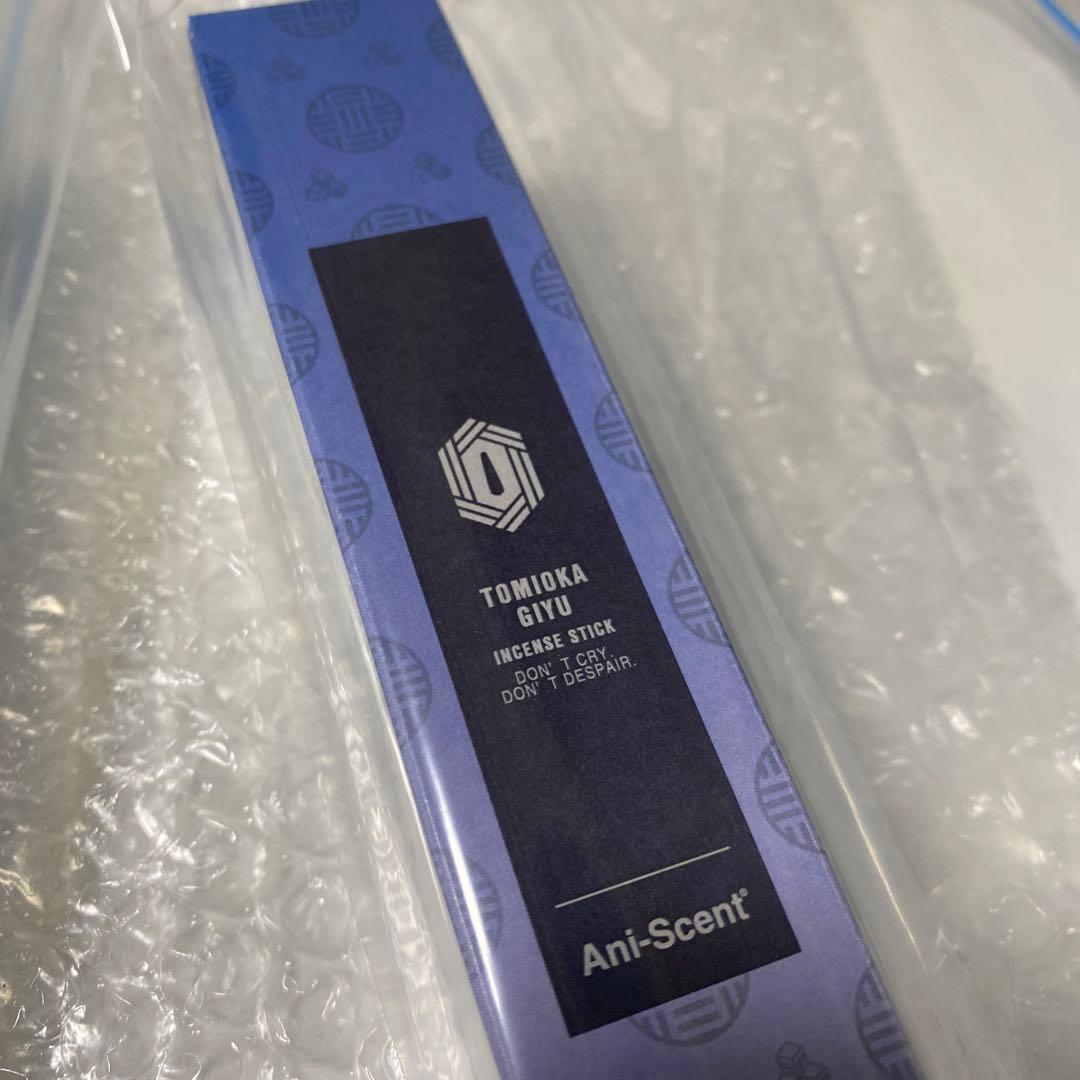 TOMIOKA
GIYU
INCENSE STICK
DON' T CRY.
DON' T DESPAIR.
Ani-Scent®